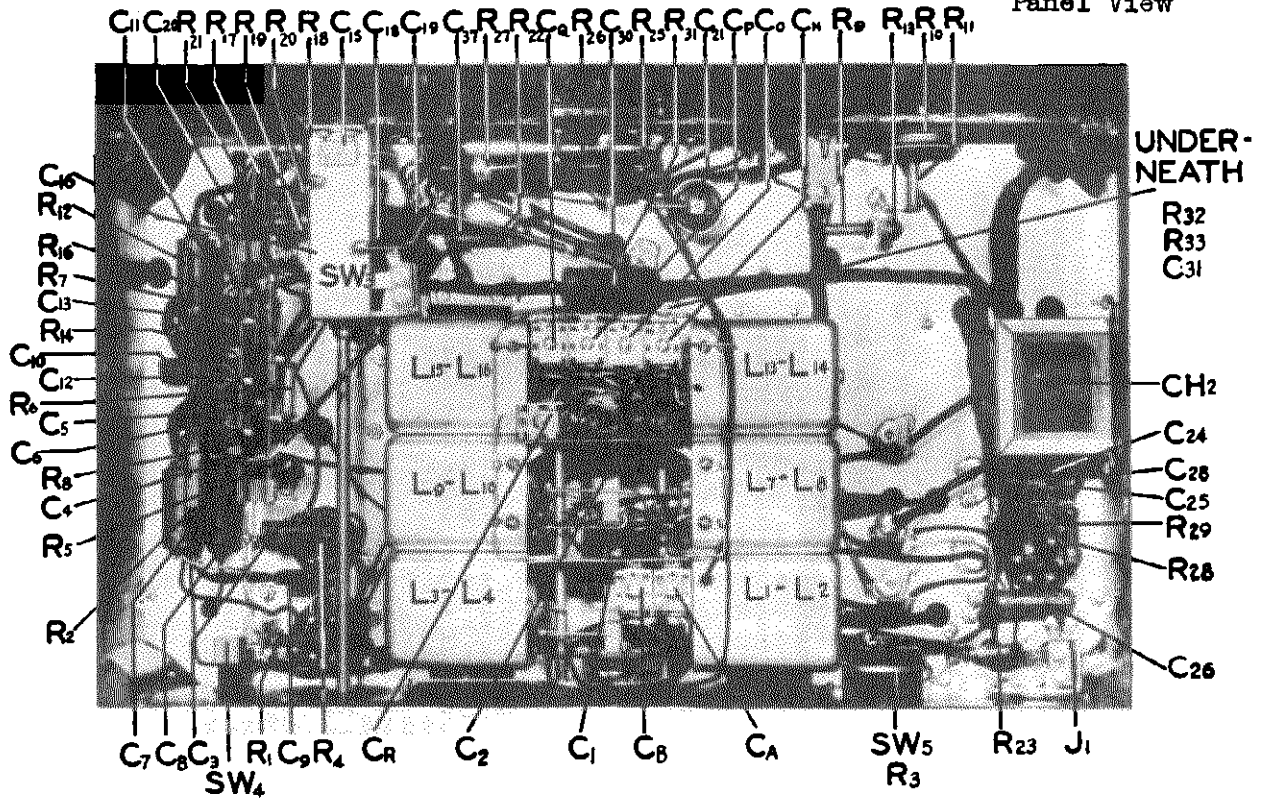 Panel View
C11 C20 R21 R17 R19 R20 R18 C15 C18 C19 C37 R27 R22 CQ R26 C30 R25 R31 C21 CP CO CN R9 R13 R10 R11
UNDER-
NEATH
R32
R33
C31
C16
R12
R16
R7
C13
R14
C10
C12
R6
C5
C6
R8
C4
R5
R2
SW3
L15-L16
L13-L14
L9-L10
L7-L8
L3-L4
L1-L2
CH2
C24
C28
C25
R29
R28
C26
C7 C8 C3 R1 C9 R4 CR C2 C1 CB CA SW5 R23 J1
SW4
R3